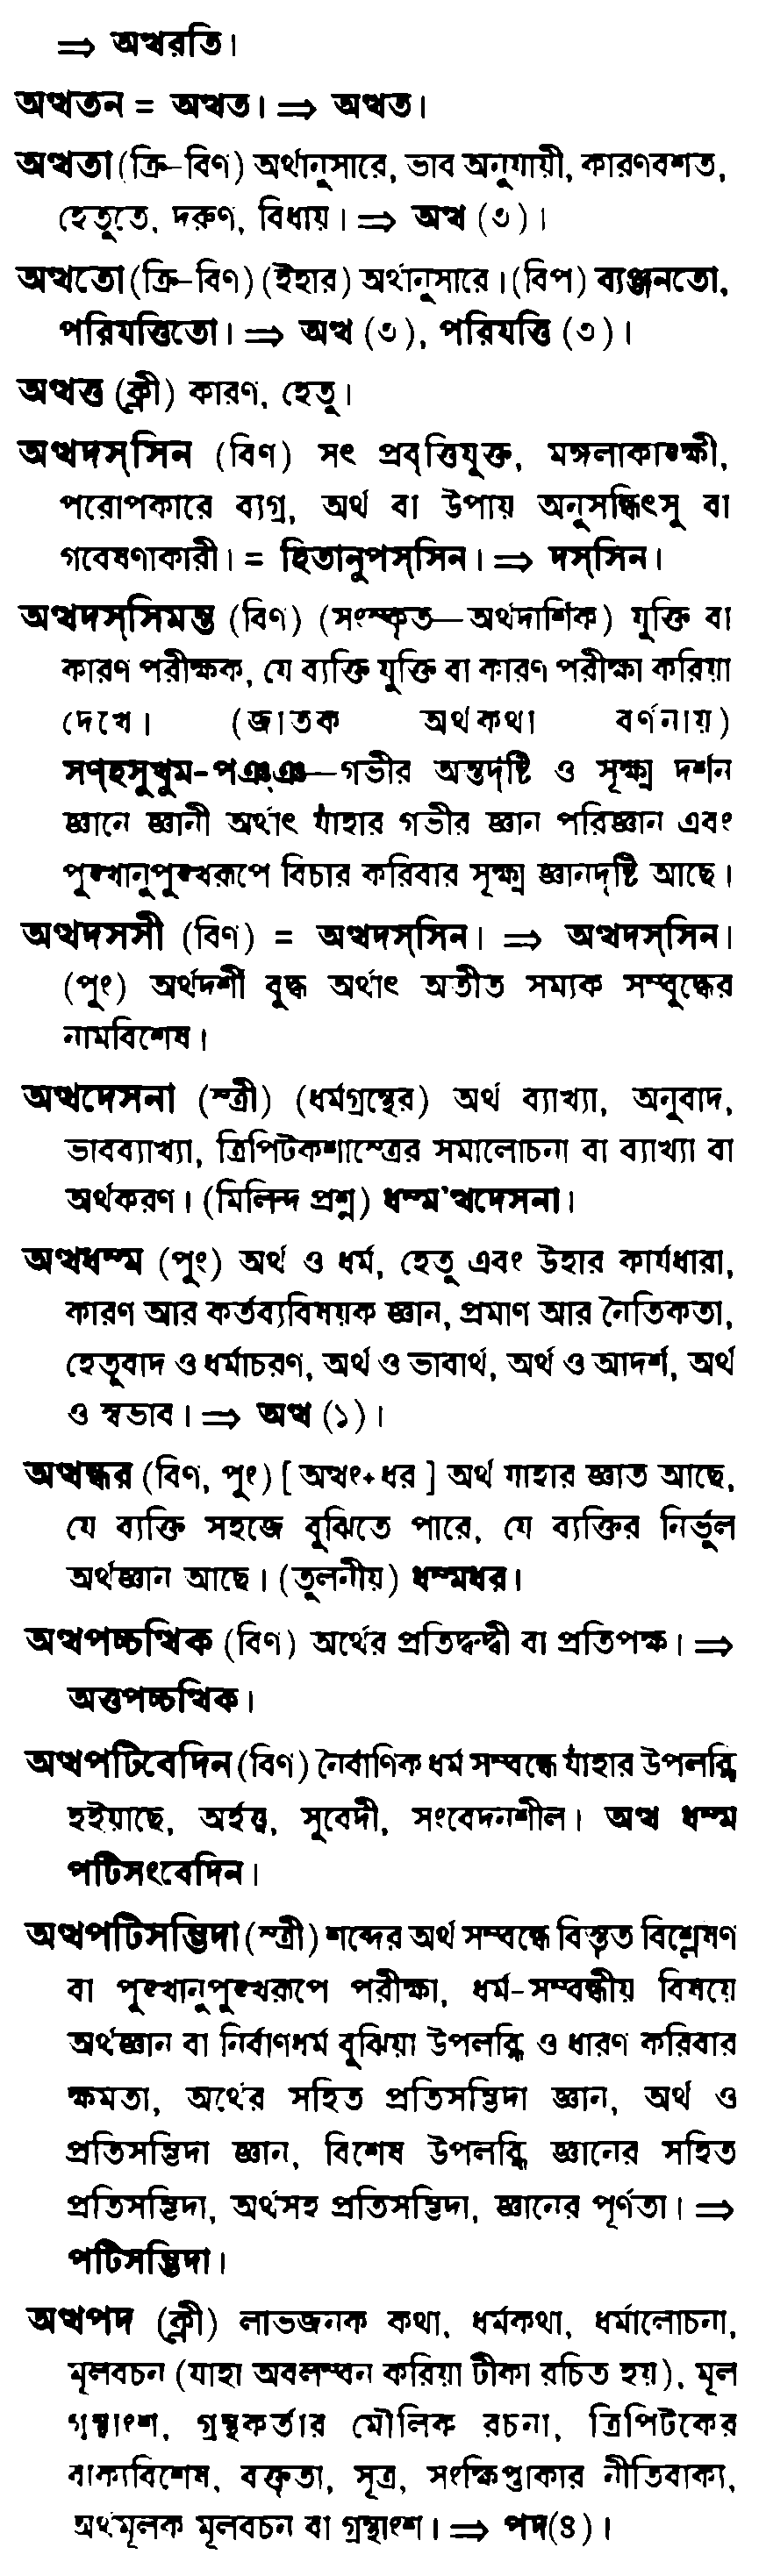 ⇒ অত্থরতি।
অত্থতন = অত্থত। ⇒ অত্থত।
অত্থতা (ক্রি-বিণ) অর্থানুসারে, ভাব অনুযায়ী, কারণবশত,
হেতুতে, দরুণ, বিধায়। ⇒ অত্থ (৩)।
অত্থতো (ক্রি-বিণ) (ইহার) অর্থানুসারে। (বিপ) ব্যঞ্জনতো,
পরিযত্তিতো। ⇒ অত্থ (৩), পরিযত্তি (৩)।
অত্থত্ত (ক্লী) কারণ, হেতু।
অত্থদস্সিন (বিণ) সৎ প্রবৃত্তিযুক্ত, মঙ্গলাকাঙ্ক্ষী,
পরোপকারে ব্যগ্র, অর্থ বা উপায় অনুসন্ধিৎসু বা
গবেষণাকারী। = হিতানুপস্সিন। ⇒ দস্সিন।
অত্থদস্সিমন্ত (বিণ) (সংস্কৃত—অর্থদার্শিক) যুক্তি বা
কারণ পরীক্ষক, যে ব্যক্তি যুক্তি বা কারণ পরীক্ষা করিয়া
দেখে। (জাতক অর্থকথা বর্ণনায়)
সণ্হসুখুম-পঞ্ঞ—গভীর অন্তর্দৃষ্টি ও সূক্ষ্ম দর্শন
জ্ঞানে জ্ঞানী অর্থাৎ যাঁহার গভীর জ্ঞান পরিজ্ঞান এবং
পুঙ্খানুপুঙ্খরূপে বিচার করিবার সূক্ষ্ম জ্ঞানদৃষ্টি আছে।
অত্থদসসী (বিণ) = অত্থদস্সিন। ⇒ অত্থদস্সিন।
(পুং) অর্থদর্শী বুদ্ধ অর্থাৎ অতীত সম্যক সম্বুদ্ধের
নামবিশেষ।
অত্থদেসনা (স্ত্রী) (ধর্মগ্রন্থের) অর্থ ব্যাখ্যা, অনুবাদ,
ভাবব্যাখ্যা, ত্রিপিটকশাস্ত্রের সমালোচনা বা ব্যাখ্যা বা
অর্থকরণ। (মিলিন্দ প্রশ্ন) ধম্ম'ত্থদেসনা।
অত্থধম্ম (পুং) অর্থ ও ধর্ম, হেতু এবং উহার কার্যধারা,
কারণ আর কর্তব্যবিষয়ক জ্ঞান, প্রমাণ আর নৈতিকতা,
হেতুবাদ ও ধর্মাচরণ, অর্থ ও ভাবার্থ, অর্থ ও আদর্শ, অর্থ
ও স্বভাব। ⇒ অত্থ (১)।
অত্থন্ধর (বিণ, পুং) [অত্থং+ধর] অর্থ যাহার জ্ঞাত আছে,
যে ব্যক্তি সহজে বুঝিতে পারে, যে ব্যক্তির নির্ভুল
অর্থজ্ঞান আছে। (তুলনীয়) ধম্মধর।
অত্থপচ্চত্থিক (বিণ) অর্থের প্রতিদ্বন্দ্বী বা প্রতিপক্ষ। ⇒
অত্তপচ্চত্থিক।
অত্থপটিবেদিন (বিণ) নৈর্বাণিক ধর্ম সম্বন্ধে যাঁহার উপলব্ধি
হইয়াছে, অর্হত্ত্ব, সুবেদী, সংবেদনশীল। অত্থ ধম্ম
পটিসংবেদিন।
অত্থপটিসম্ভিদা (স্ত্রী) শব্দের অর্থ সম্বন্ধে বিস্তৃত বিশ্লেষণ
বা পুঙ্খানুপুঙ্খরূপে পরীক্ষা, ধর্ম-সম্বন্ধীয় বিষয়ে
অর্থজ্ঞান বা নির্বাণধর্ম বুঝিয়া উপলব্ধি ও ধারণ করিবার
ক্ষমতা, অর্থের সহিত প্রতিসম্ভিদা জ্ঞান, অর্থ ও
প্রতিসম্ভিদা জ্ঞান, বিশেষ উপলব্ধি জ্ঞানের সহিত
প্রতিসম্ভিদা, অর্থসহ প্রতিসম্ভিদা, জ্ঞানের পূর্ণতা। ⇒
পটিসম্ভিদা।
অত্থপদ (ক্লী) লাভজনক কথা, ধর্মকথা, ধর্মালোচনা,
মূলবচন (যাহা অবলম্বন করিয়া টীকা রচিত হয়), মূল
গ্রন্থাংশ, গ্রন্থকর্তার মৌলিক রচনা, ত্রিপিটকের
বাক্যবিশেষ, বক্তৃতা, সূত্র, সংক্ষিপ্তাকার নীতিবাক্য,
অর্থমূলক মূলবচন বা গ্রন্থাংশ। ⇒ পদ(৪)।